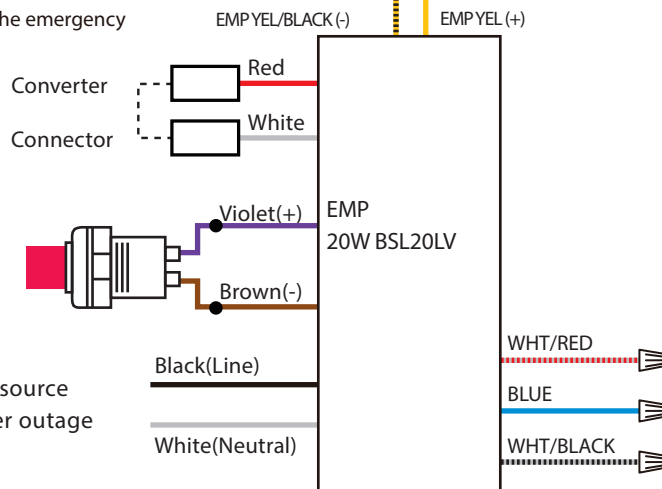 he emergency
EMP YEL/BLACK (-)
EMP YEL (+)
Converter
Red
Connector
White
Violet(+)
EMP
20W BSL20LV
Brown(-)
WHT/RED
Black(Line)
source
BLUE
er outage
White(Neutral)
WHT/BLACK